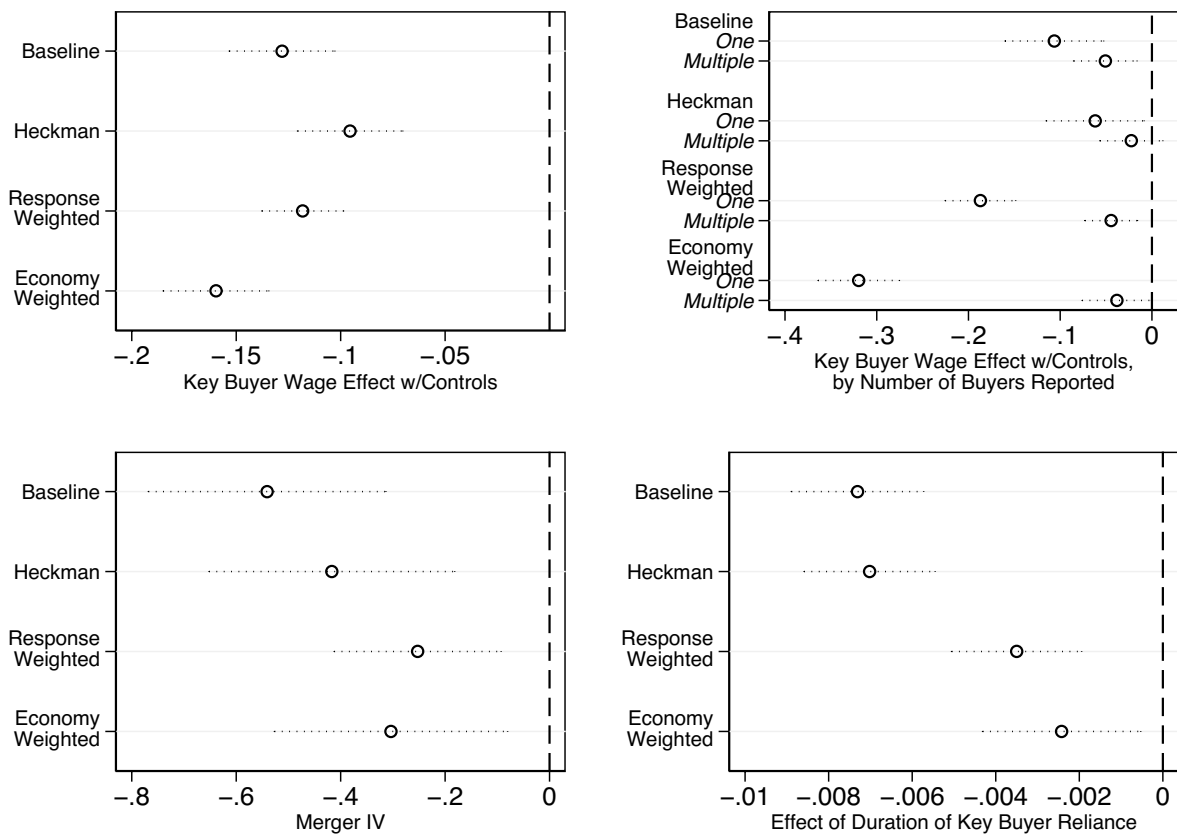 Baseline
Heckman
Response
Weighted
Economy
Weighted
-.2 -.15 -.1 -.05
Key Buyer Wage Effect w/Controls
Baseline
One
Multiple
Heckman
One
Multiple
Response
Weighted
One
Multiple
Economy
Weighted
One
Multiple
-.4 -.3 -.2 -.1 0
Key Buyer Wage Effect w/Controls,
by Number of Buyers Reported
Baseline
Heckman
Response
Weighted
Economy
Weighted
-.8 -.6 -.4 -.2 0
Merger IV
Baseline
Heckman
Response
Weighted
Economy
Weighted
-.01 -.008 -.006 -.004 -.002 0
Effect of Duration of Key Buyer Reliance